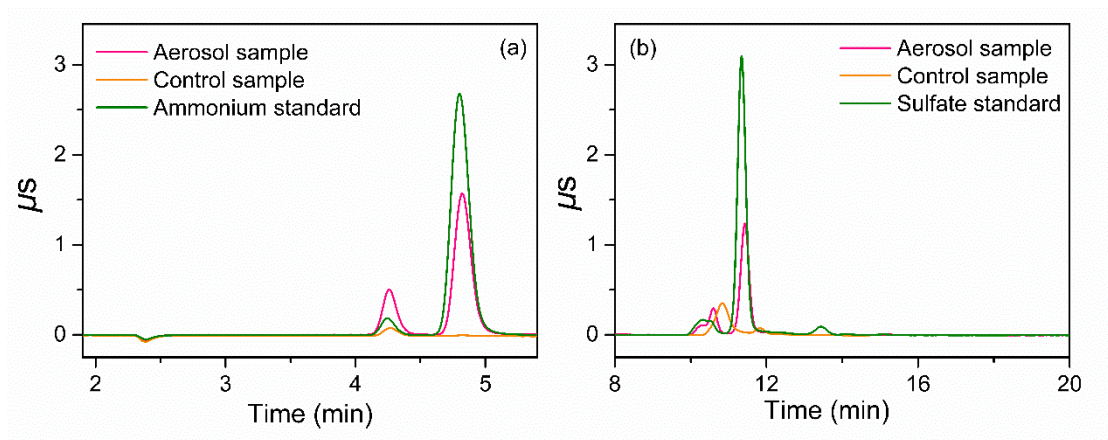 Aerosol sample
Control sample
Ammonium standard
(a)
3
2
1
0
μs
2
3
4
5
Time (min)
(b)
Aerosol sample
Control sample
Sulfate standard
3
2
1
0
μs
8
12
16
20
Time (min)